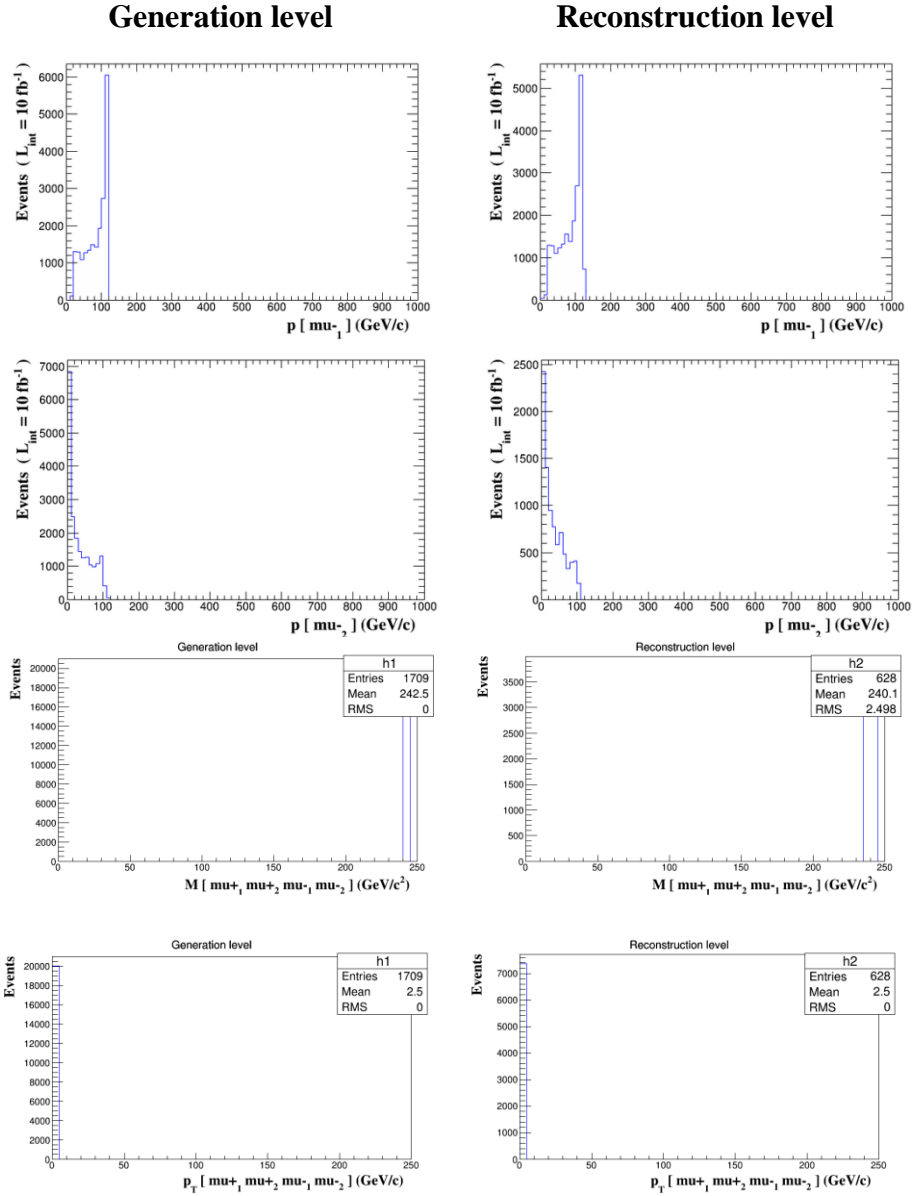 Generation level
Reconstruction level
Events ( L_int = 10 fb^-1 )
6000
5000
4000
3000
2000
1000
0
0 100 200 300 400 500 600 700 800 900 1000
p [ mu-_1 ] (GeV/c)
Events ( L_int = 10 fb^-1 )
5000
4000
3000
2000
1000
0
0 100 200 300 400 500 600 700 800 900 1000
p [ mu-_1 ] (GeV/c)
Events ( L_int = 10 fb^-1 )
7000
6000
5000
4000
3000
2000
1000
0
0 100 200 300 400 500 600 700 800 900 1000
p [ mu-_2 ] (GeV/c)
Events ( L_int = 10 fb^-1 )
2500
2000
1500
1000
500
0
0 100 200 300 400 500 600 700 800 900 1000
p [ mu-_2 ] (GeV/c)
Generation level
Events
h1
Entries 1709
Mean 242.5
RMS 0
20000
18000
16000
14000
12000
10000
8000
6000
4000
2000
0
0 50 100 150 200 250
M [ mu+_1 mu+_2 mu-_1 mu-_2 ] (GeV/c^2)
Reconstruction level
Events
h2
Entries 628
Mean 240.1
RMS 2.498
3500
3000
2500
2000
1500
1000
500
0
0 50 100 150 200 250
M [ mu+_1 mu+_2 mu-_1 mu-_2 ] (GeV/c^2)
Generation level
Events
h1
Entries 1709
Mean 2.5
RMS 0
20000
18000
16000
14000
12000
10000
8000
6000
4000
2000
0
0 50 100 150 200 250
p_T [ mu+_1 mu+_2 mu-_1 mu-_2 ] (GeV/c)
Reconstruction level
Events
h2
Entries 628
Mean 2.5
RMS 0
7000
6000
5000
4000
3000
2000
1000
0
0 50 100 150 200 250
p_T [ mu+_1 mu+_2 mu-_1 mu-_2 ] (GeV/c)